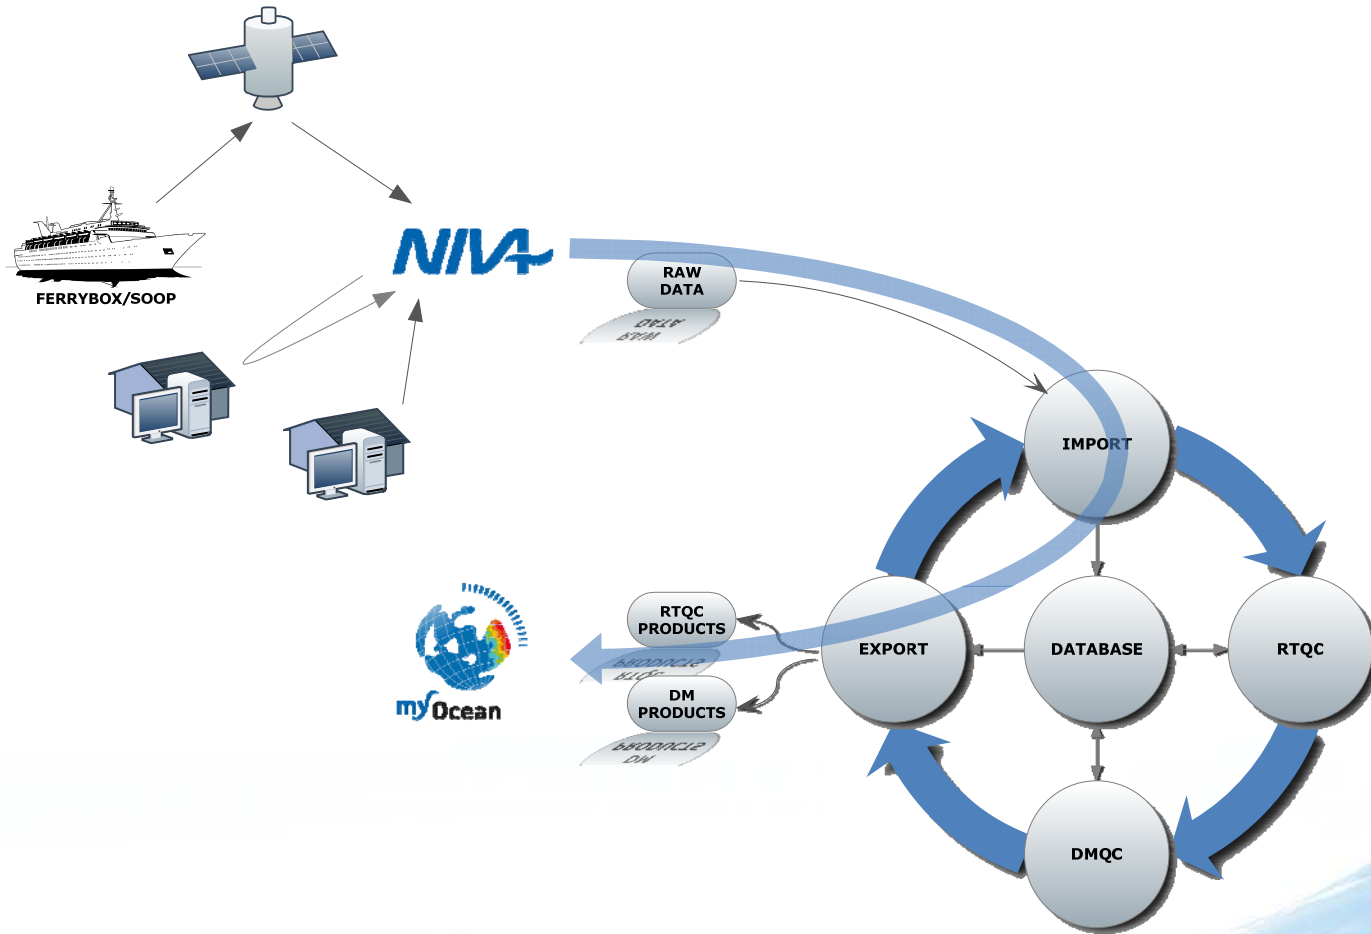 NIVA
FERRYBOX/SOOP
RAW
DATA
IMPORT
RTQC
PRODUCTS
EXPORT
DATABASE
RTQC
DM
PRODUCTS
myOcean
DMQC